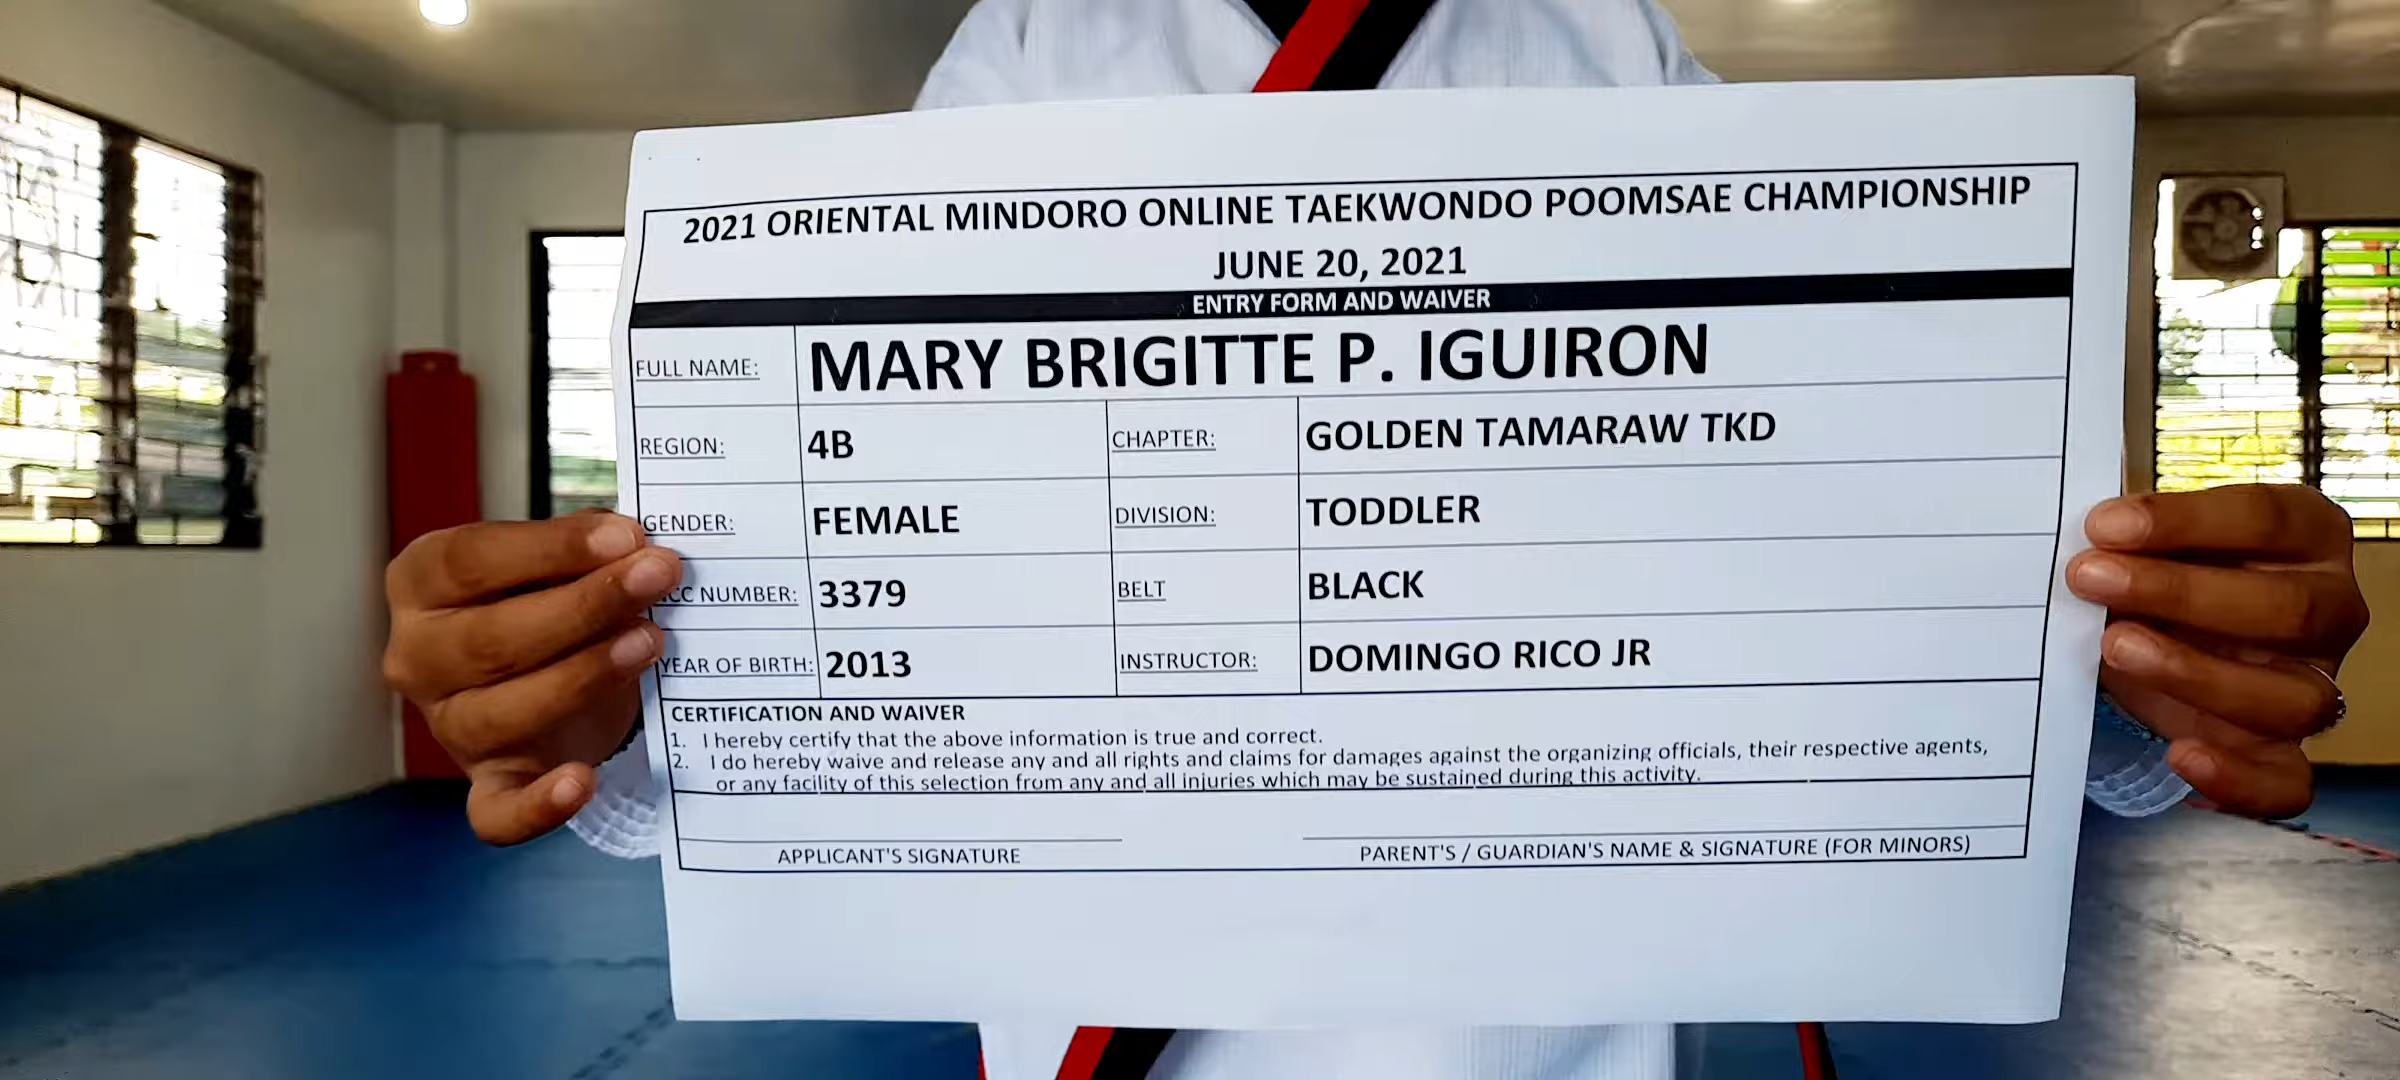 2021 ORIENTAL MINDORO ONLINE TAEKWONDO POOMSAE CHAMPIONSHIP
JUNE 20, 2021
ENTRY FORM AND WAIVER
FULL NAME: MARY BRIGITTE P. IGUIRON
REGION: 4B CHAPTER: GOLDEN TAMARAW TKD
GENDER: FEMALE DIVISION: TODDLER
NUMBER: 3379 BELT BLACK
YEAR OF BIRTH: 2013 INSTRUCTOR: DOMINGO RICO JR
CERTIFICATION AND WAIVER
1. I hereby certify that the above information is true and correct.
2. I do hereby waive and release any and all rights and claims for damages against the organizing officials, their respective agents,
or any facility of this selection from any and all injuries which may be sustained during this activity.
APPLICANT'S SIGNATURE PARENT'S / GUARDIAN'S NAME & SIGNATURE (FOR MINORS)